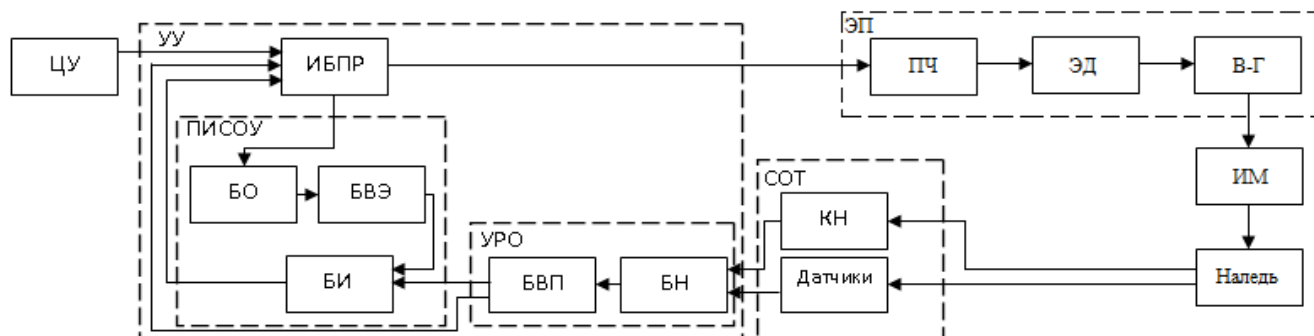 УУ
ЭП
ЦУ
ИБПР
ПЧ
ЭД
В-Г
ПИСОУ
БО
БВЭ
СОТ
ИМ
КН
УРО
БИ
БВП
БН
Датчики
Наледь